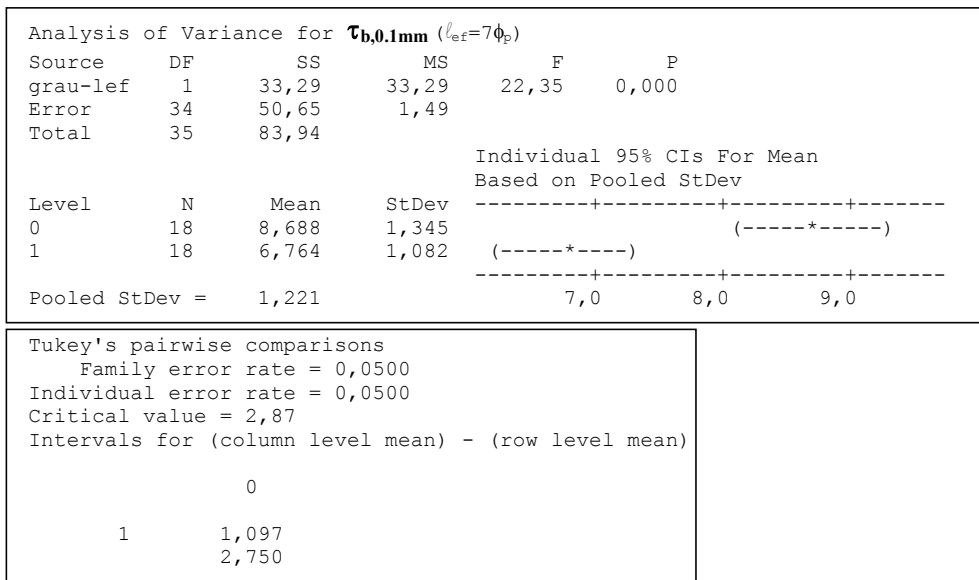 Analysis of Variance for τb,0.1mm (ℓef=7ϕp)
Source DF SS MS F P
grau-lef 1 33,29 33,29 22,35 0,000
Error 34 50,65 1,49
Total 35 83,94
Individual 95% CIs For Mean
Based on Pooled StDev
Level N Mean StDev ---------+---------+---------+-------
0 18 8,688 1,345 (-----*-----)
1 18 6,764 1,082 (-----*----)
---------+---------+---------+-------
Pooled StDev = 1,221 7,0 8,0 9,0
Tukey's pairwise comparisons
Family error rate = 0,0500
Individual error rate = 0,0500
Critical value = 2,87
Intervals for (column level mean) - (row level mean)
0
1 1,097
2,750